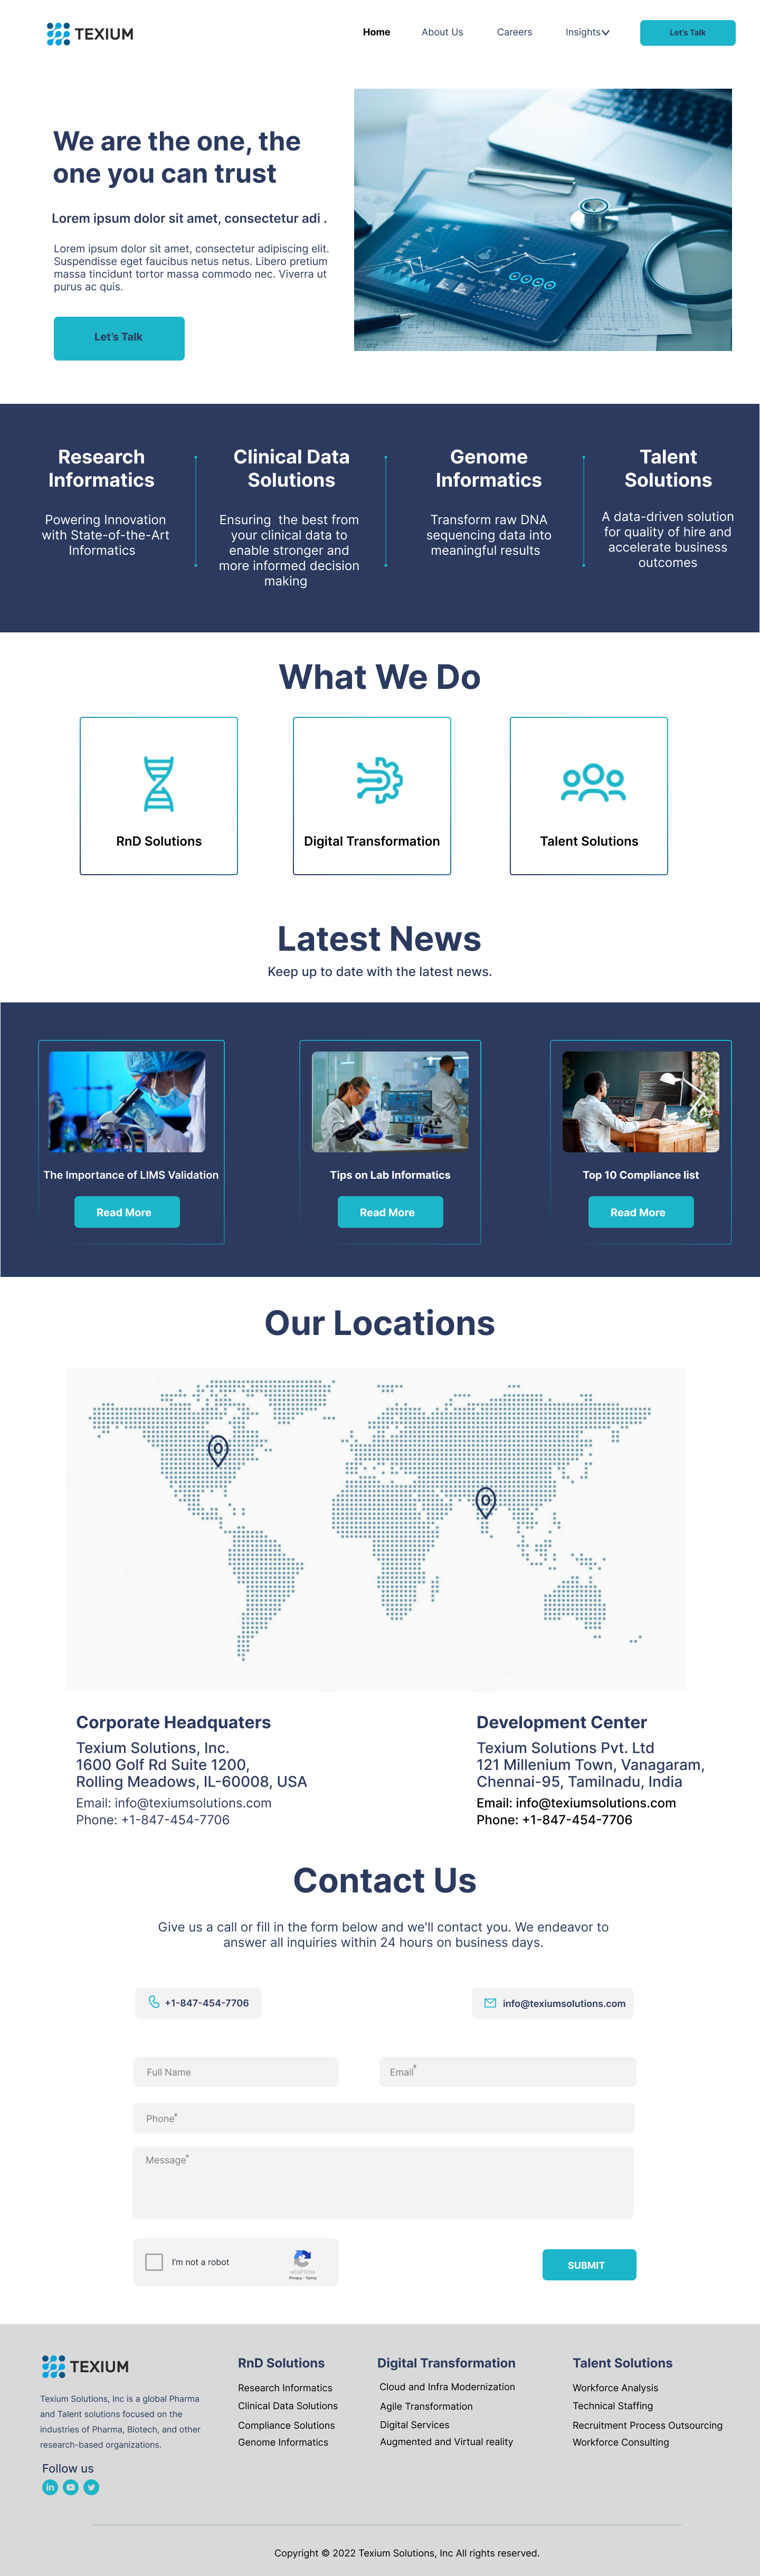 TEXIUM
Home
About Us
Careers
Insights
Let's Talk
We are the one, the
one you can trust
Lorem ipsum dolor sit amet, consectetur adi .
Lorem ipsum dolor sit amet, consectetur adipiscing elit.
Suspendisse eget faucibus netus netus. Libero pretium
massa tincidunt tortor massa commodo nec. Viverra ut
purus ac quis.
Let's Talk
Research
Informatics
Powering Innovation
with State-of-the-Art
Informatics
Clinical Data
Solutions
Ensuring the best from
your clinical data to
enable stronger and
more informed decision
making
Genome
Informatics
Transform raw DNA
sequencing data into
meaningful results
Talent
Solutions
A data-driven solution
for quality of hire and
accelerate business
outcomes
What We Do
RnD Solutions
Digital Transformation
Talent Solutions
Latest News
Keep up to date with the latest news.
The Importance of LIMS Validation
Read More
Tips on Lab Informatics
Read More
Top 10 Compliance list
Read More
Our Locations
Corporate Headquaters
Texium Solutions, Inc.
1600 Golf Rd Suite 1200,
Rolling Meadows, IL-60008, USA
Email: info@texiumsolutions.com
Phone: +1-847-454-7706
Development Center
Texium Solutions Pvt. Ltd
121 Millenium Town, Vanagaram,
Chennai-95, Tamilnadu, India
Email: info@texiumsolutions.com
Phone: +1-847-454-7706
Contact Us
Give us a call or fill in the form below and we'll contact you. We endeavor to
answer all inquiries within 24 hours on business days.
+1-847-454-7706
info@texiumsolutions.com
Full Name
Email*
Phone*
Message*
I'm not a robot
reCAPTCHA
Privacy - Terms
SUBMIT
TEXIUM
Texium Solutions, Inc is a global Pharma
and Talent solutions focused on the
industries of Pharma, Biotech, and other
research-based organizations.
Follow us
in
RnD Solutions
Research Informatics
Clinical Data Solutions
Compliance Solutions
Genome Informatics
Digital Transformation
Cloud and Infra Modernization
Agile Transformation
Digital Services
Augmented and Virtual reality
Talent Solutions
Workforce Analysis
Technical Staffing
Recruitment Process Outsourcing
Workforce Consulting
Copyright © 2022 Texium Solutions, Inc All rights reserved.